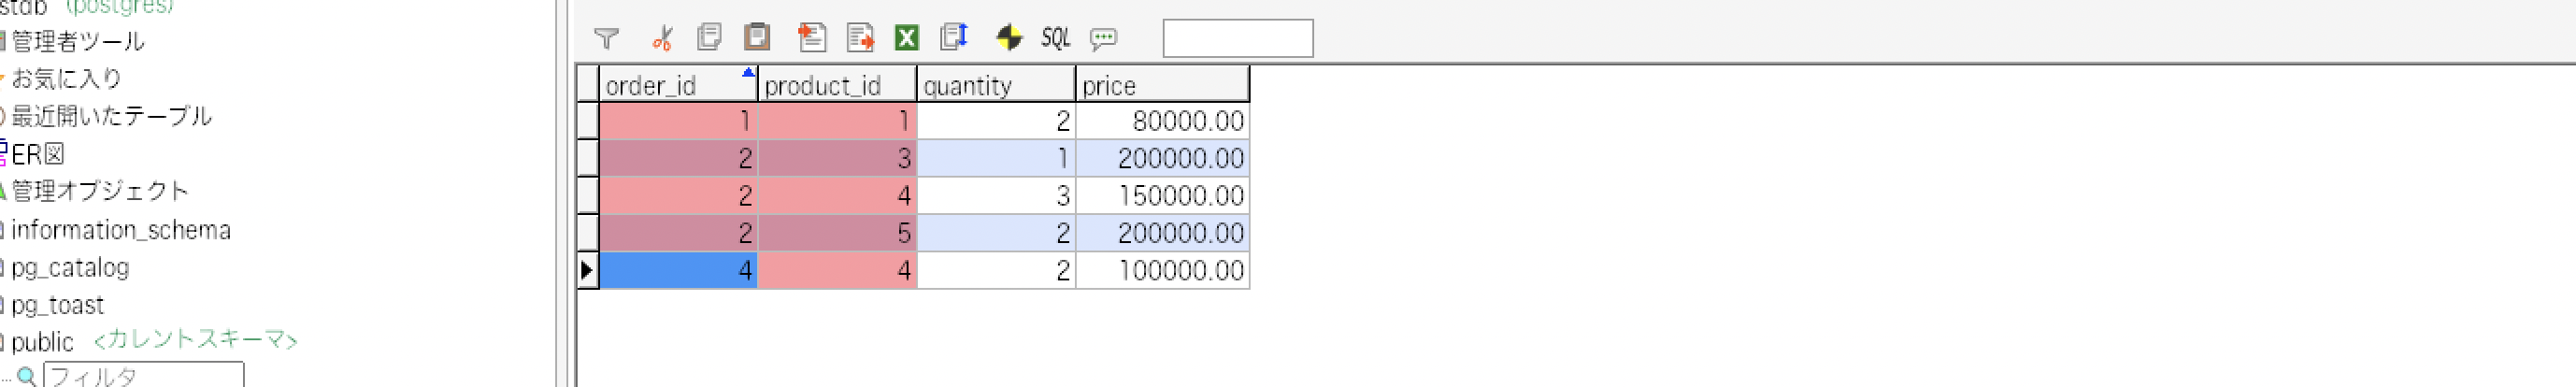 stdb (postgres)
管理者ツール
お気に入り
最近開いたテーブル
ER図
管理オブジェクト
information_schema
pg_catalog
pg_toast
public <カレントスキーマ>
フィルタ
SQL
order_id product_id quantity price
1 1 2 80000.00
2 3 1 200000.00
2 4 3 150000.00
2 5 2 200000.00
4 4 2 100000.00